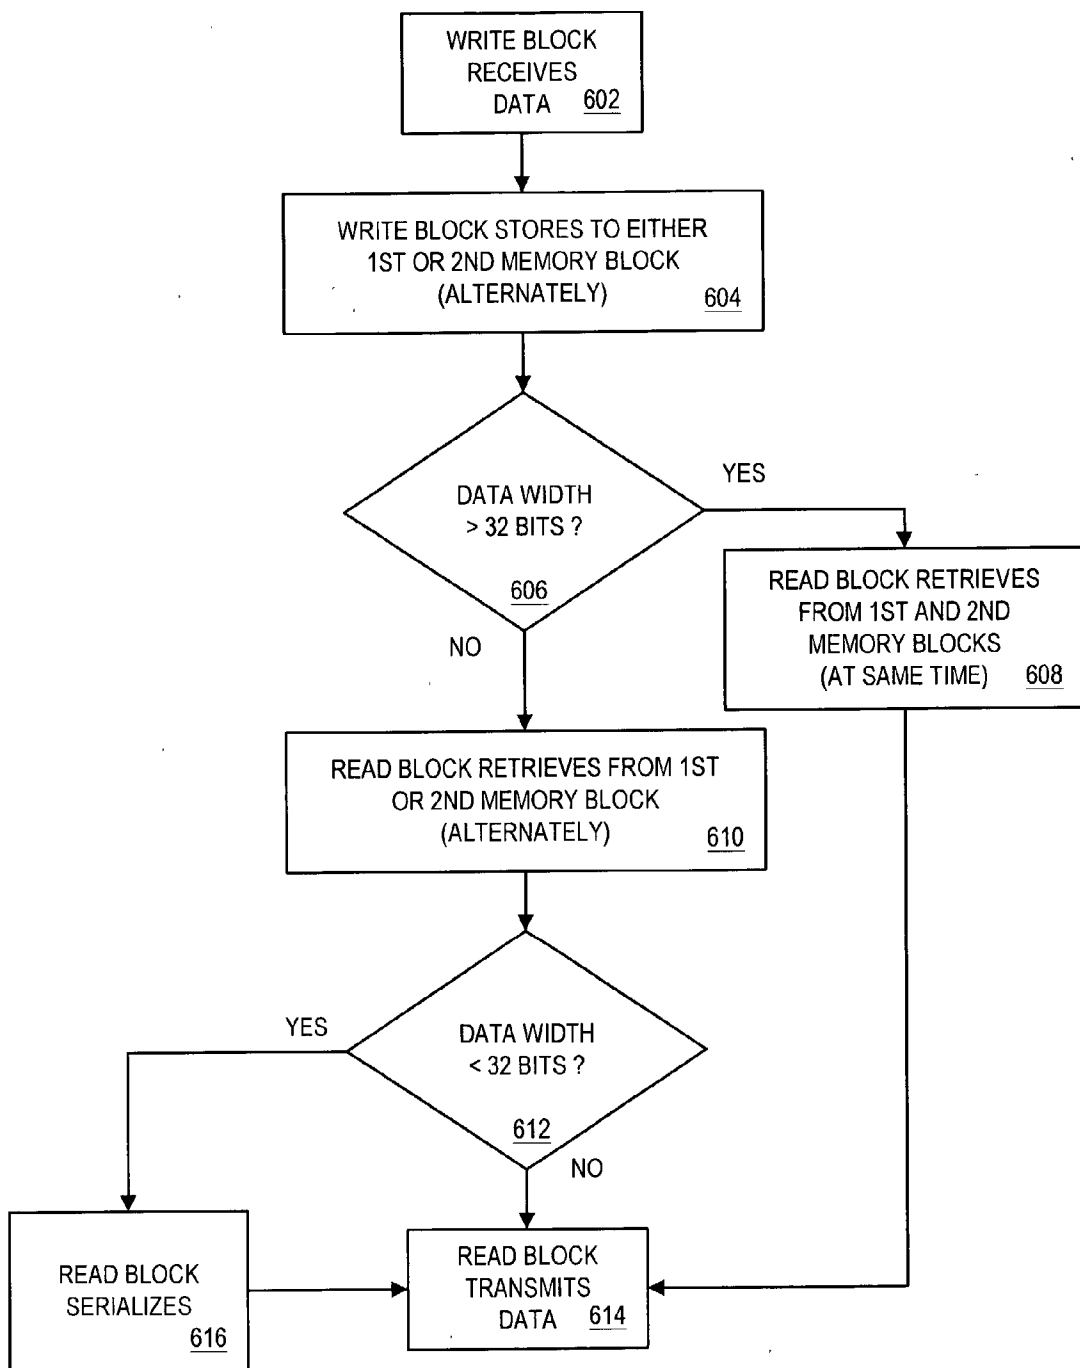 WRITE BLOCK
RECEIVES
DATA 602
WRITE BLOCK STORES TO EITHER
1ST OR 2ND MEMORY BLOCK
(ALTERNATELY) 604
DATA WIDTH
> 32 BITS ?
606
YES
NO
READ BLOCK RETRIEVES
FROM 1ST AND 2ND
MEMORY BLOCKS
(AT SAME TIME) 608
READ BLOCK RETRIEVES FROM 1ST
OR 2ND MEMORY BLOCK
(ALTERNATELY) 610
DATA WIDTH
< 32 BITS ?
612
YES
NO
READ BLOCK
SERIALIZES
616
READ BLOCK
TRANSMITS
DATA 614